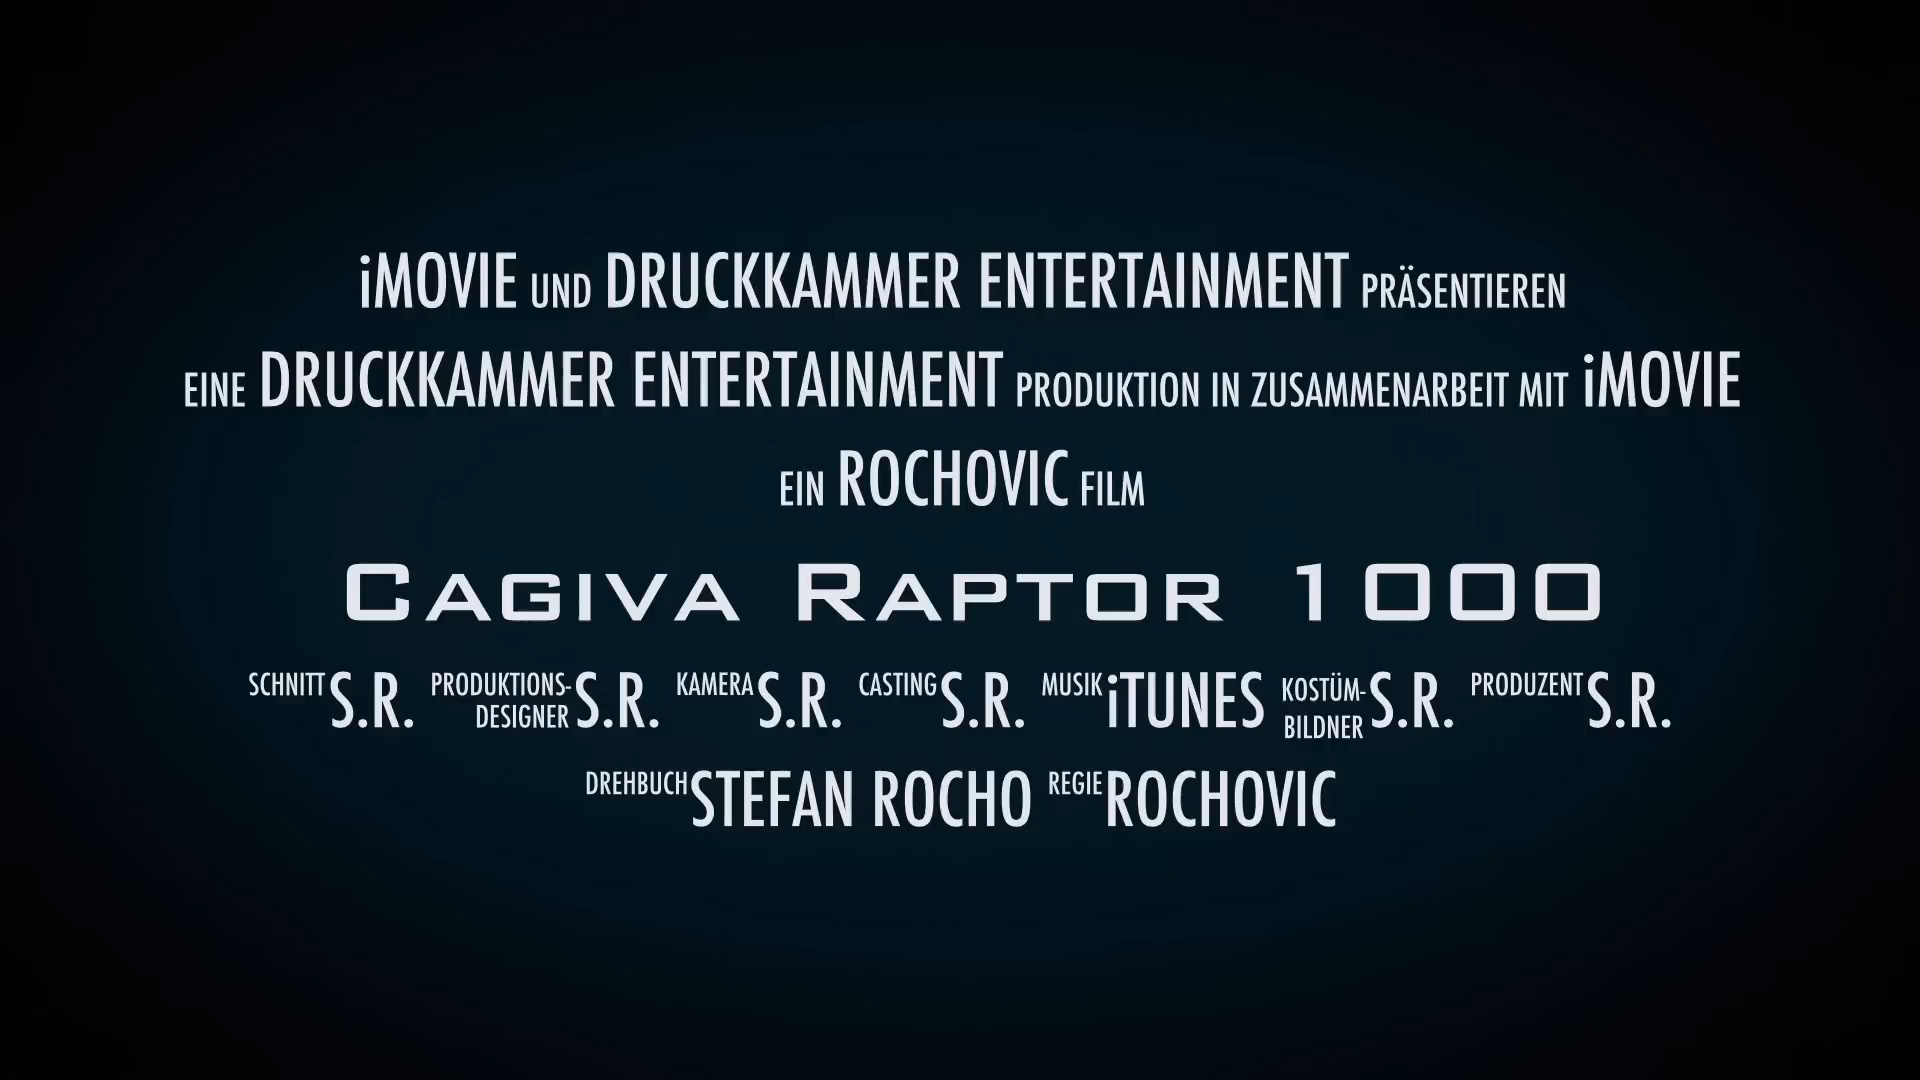 iMOVIE UND DRUCKKAMMER ENTERTAINMENT PRÄSENTIEREN
EINE DRUCKKAMMER ENTERTAINMENT PRODUKTION IN ZUSAMMENARBEIT MIT iMOVIE
EIN ROCHOVIC FILM
CAGIVA RAPTOR 1000
SCHNITT S.R. PRODUKTIONS-DESIGNER S.R. KAMERA S.R. CASTING S.R. MUSIK iTUNES KOSTÜM-BILDNER S.R. PRODUZENT S.R.
DREHBUCH STEFAN ROCHO REGIE ROCHOVIC